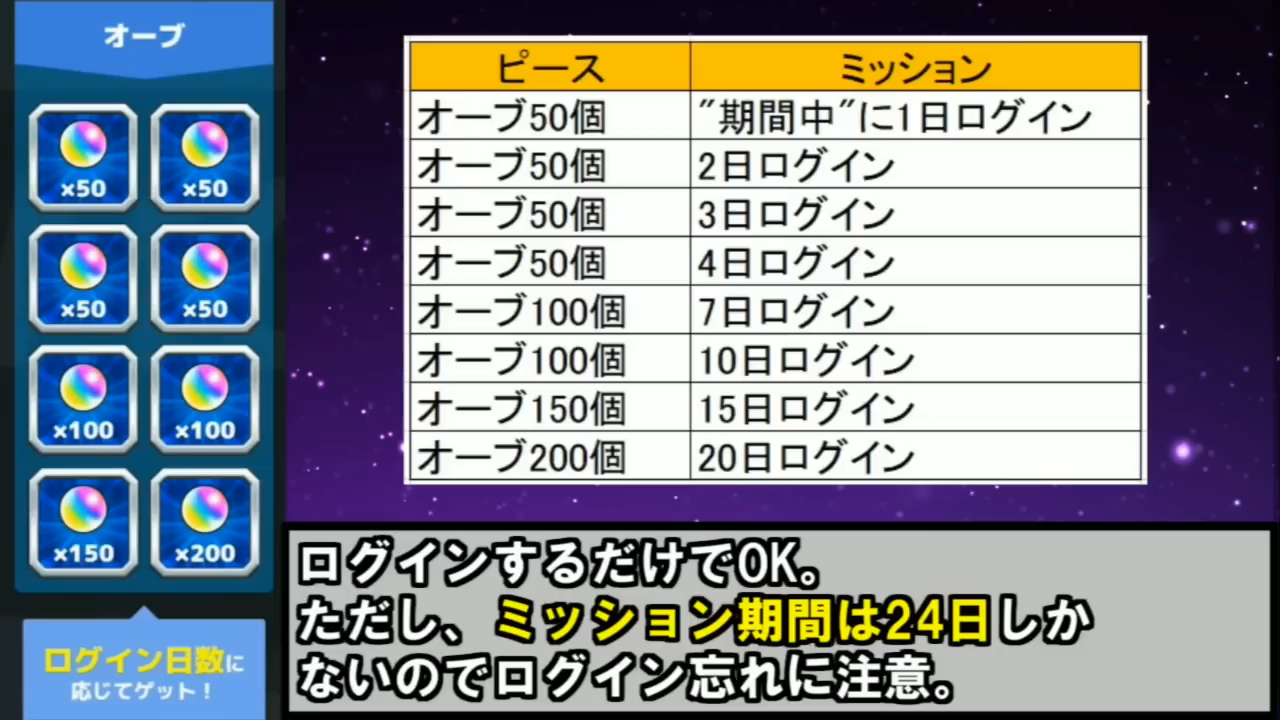 オーブ
×50 ×50
×50 ×50
×100 ×100
×150 ×200
ログイン日数に
応じてゲット！
ピース ミッション
オーブ50個 "期間中"に1日ログイン
オーブ50個 2日ログイン
オーブ50個 3日ログイン
オーブ50個 4日ログイン
オーブ100個 7日ログイン
オーブ100個 10日ログイン
オーブ150個 15日ログイン
オーブ200個 20日ログイン
ログインするだけでOK。
ただし、ミッション期間は24日しか
ないのでログイン忘れに注意。